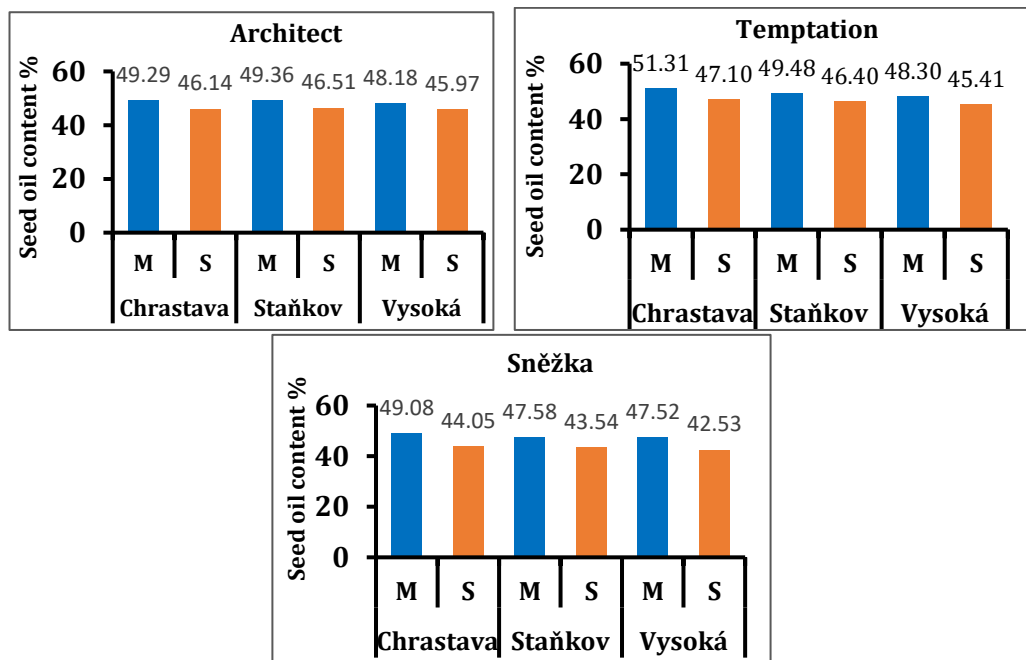 Architect
Seed oil content %
60
40
20
0
49.29 46.14 49.36 46.51 48.18 45.97
M S M S M S
Chrastava Staňkov Vysoká
Temptation
Seed oil content %
60
40
20
0
51.31 47.10 49.48 46.40 48.30 45.41
M S M S M S
Chrastava Staňkov Vysoká
Sněžka
Seed oil content %
60
40
20
0
49.08 44.05 47.58 43.54 47.52 42.53
M S M S M S
Chrastava Staňkov Vysoká